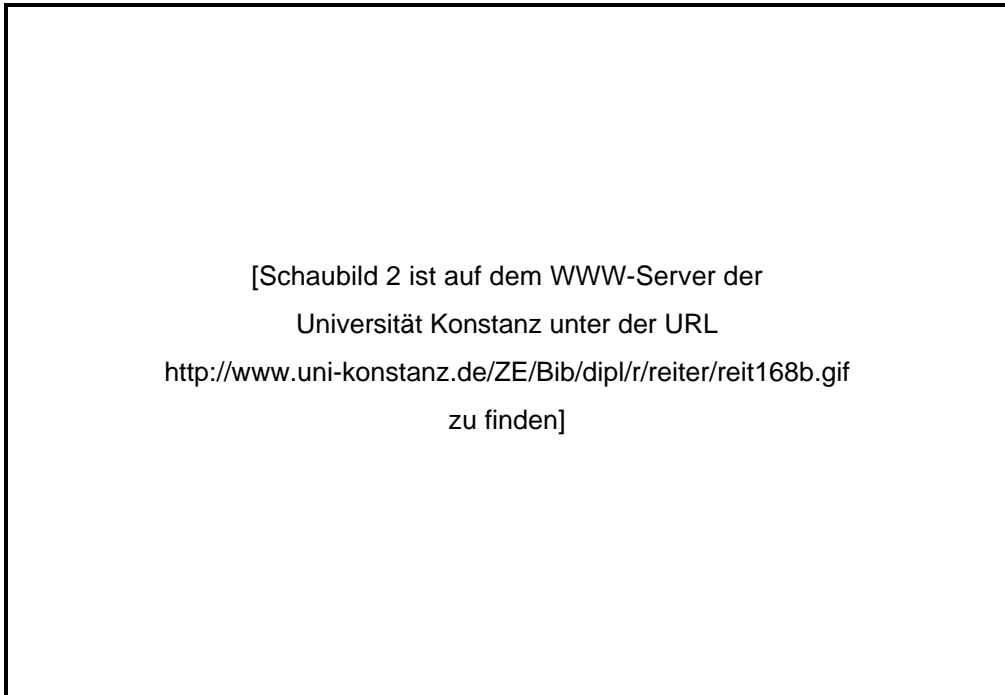 [Schaubild 2 ist auf dem WWW-Server der
Universität Konstanz unter der URL
http://www.uni-konstanz.de/ZE/Bib/dipl/r/reiter/reit168b.gif
zu finden]